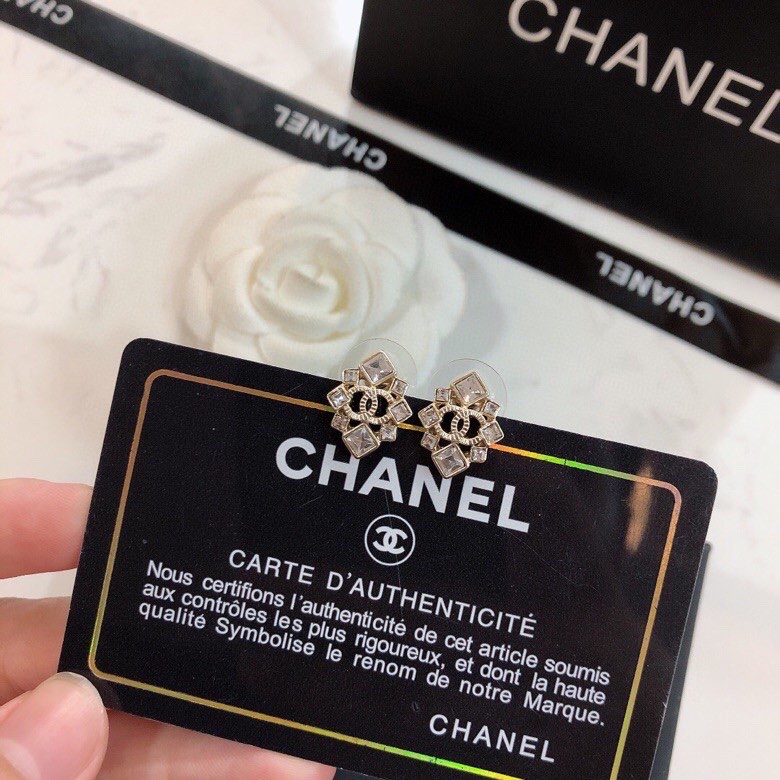 CHANEL
CHANEL
CHANEL
CHANEL
CARTE D'AUTHENTICITÉ
Nous certifions l'authenticité de cet article soumis
aux contrôles les plus rigoureux, et dont la haute
qualité Symbolise le renom de notre Marque.
CHANEL